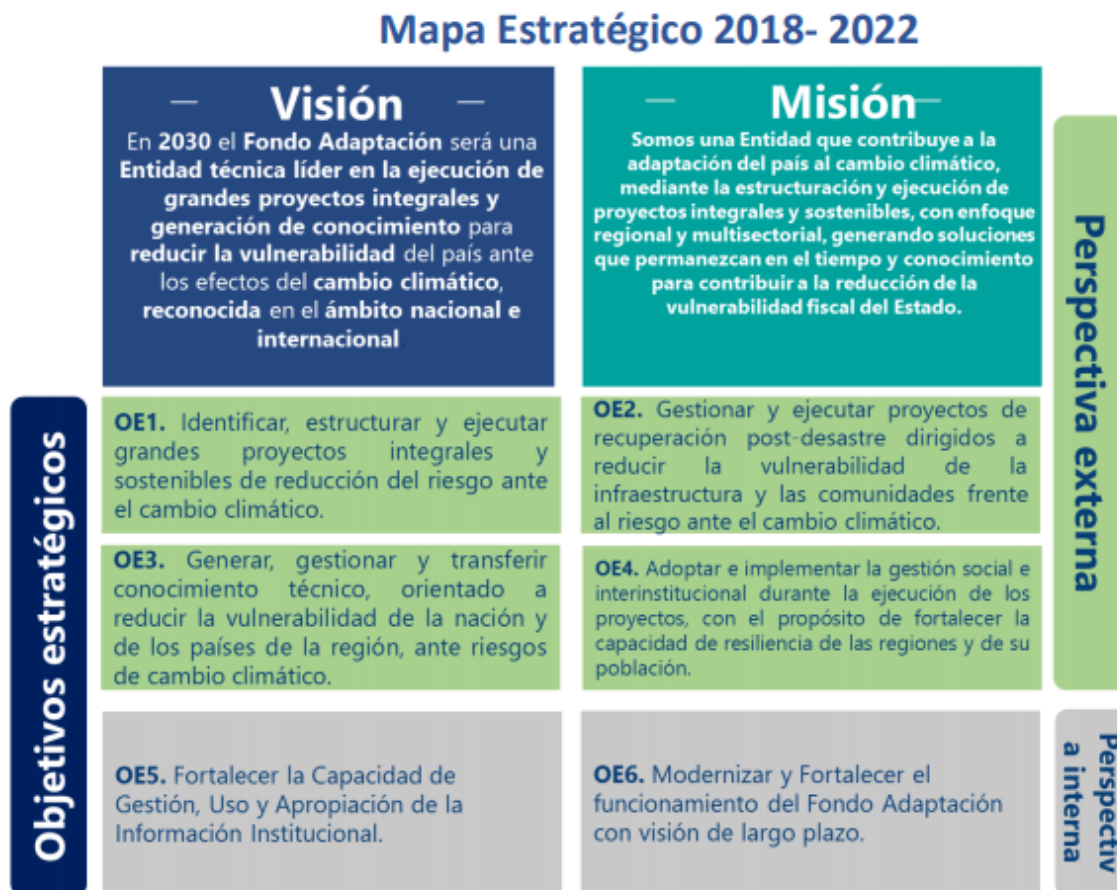 Mapa Estratégico 2018- 2022
Visión
En 2030 el Fondo Adaptación será una
Entidad técnica líder en la ejecución de
grandes proyectos integrales y
generación de conocimiento para
reducir la vulnerabilidad del país ante
los efectos del cambio climático,
reconocida en el ámbito nacional e
internacional
Misión
Somos una Entidad que contribuye a la
adaptación del país al cambio climático,
mediante la estructuración y ejecución de
proyectos integrales y sostenibles, con enfoque
regional y multisectorial, generando soluciones
que permanezcan en el tiempo y conocimiento
para contribuir a la reducción de la
vulnerabilidad fiscal del Estado.
Perspectiva externa
Objetivos estratégicos
OE1. Identificar, estructurar y ejecutar
grandes proyectos integrales y
sostenibles de reducción del riesgo ante
el cambio climático.
OE2. Gestionar y ejecutar proyectos de
recuperación post-desastre dirigidos a
reducir la vulnerabilidad de la
infraestructura y las comunidades frente
al riesgo ante el cambio climático.
OE3. Generar, gestionar y transferir
conocimiento técnico, orientado a
reducir la vulnerabilidad de la nación y
de los países de la región, ante riesgos
de cambio climático.
OE4. Adoptar e implementar la gestión social e
interinstitucional durante la ejecución de los
proyectos, con el propósito de fortalecer la
capacidad de resiliencia de las regiones y de su
población.
OE5. Fortalecer la Capacidad de
Gestión, Uso y Apropiación de la
Información Institucional.
OE6. Modernizar y Fortalecer el
funcionamiento del Fondo Adaptación
con visión de largo plazo.
Perspectiv
a interna